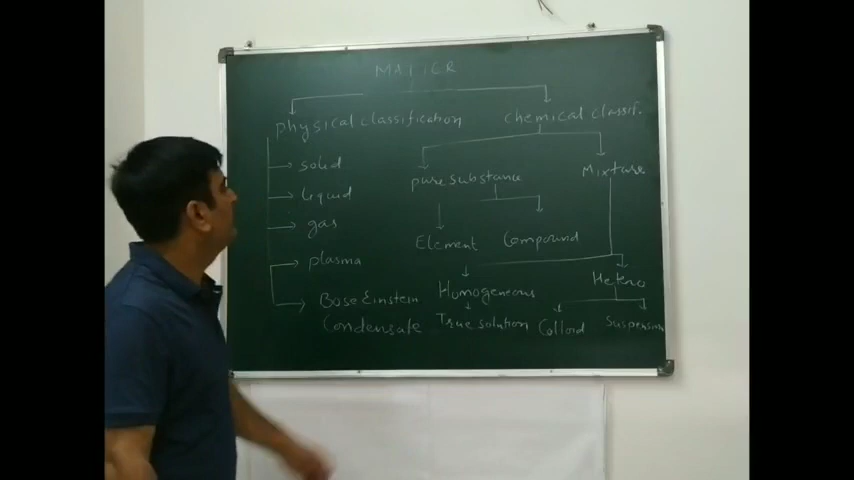 MATTER
physical classification
chemical classif.
solid
liquid
gas
plasma
Bose Einstein
Condensate
pure substance
Mixture
Element
Compound
Homogeneous
Hetero
True solution
Colloid
Suspension